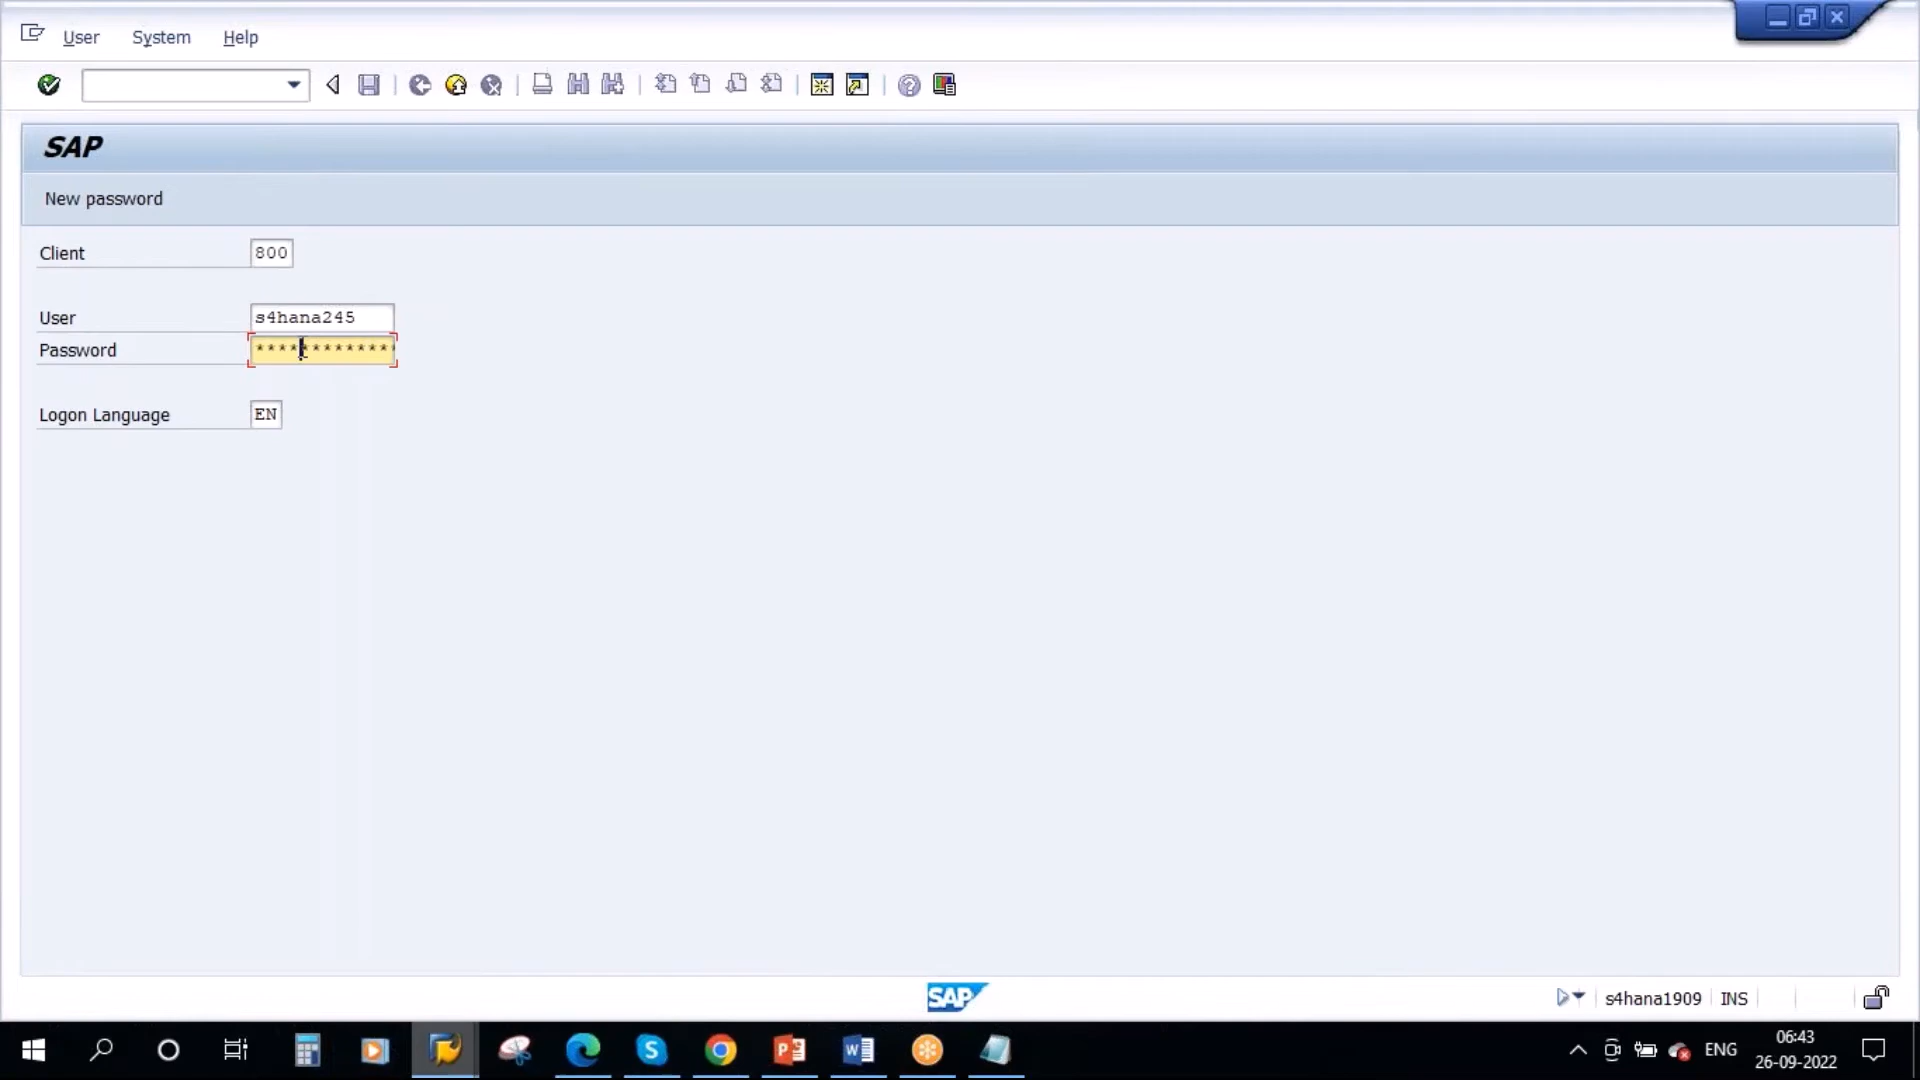 User System Help
SAP
New password
Client 800
User s4hana245
Password **************
Logon Language EN
SAP
s4hana1909 INS
06:43
ENG
26-09-2022